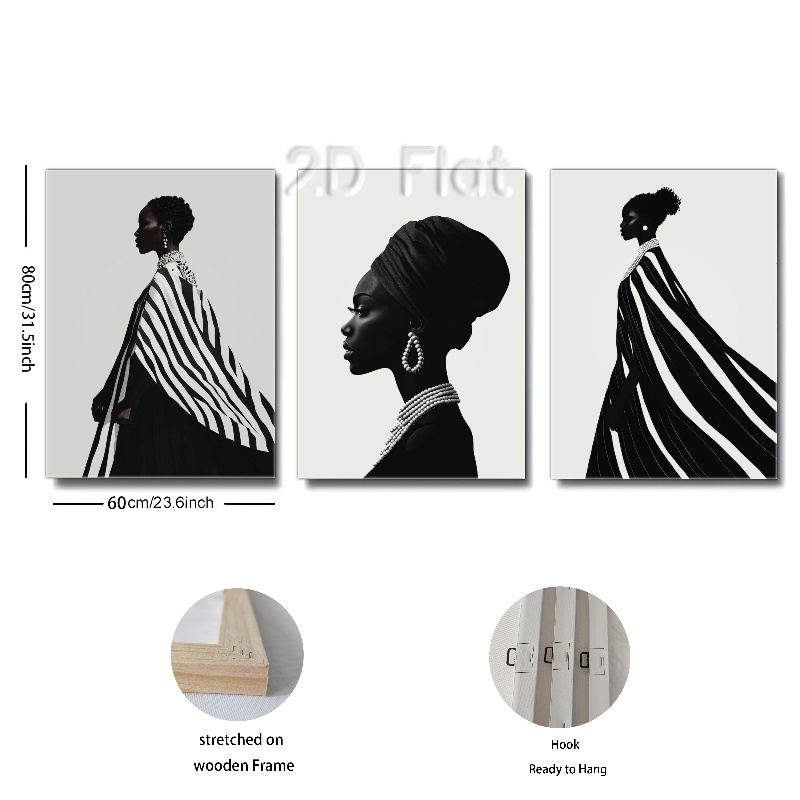 2D Flat
80cm/31.5inch
60cm/23.6inch
stretched on
wooden Frame
Hook
Ready to Hang